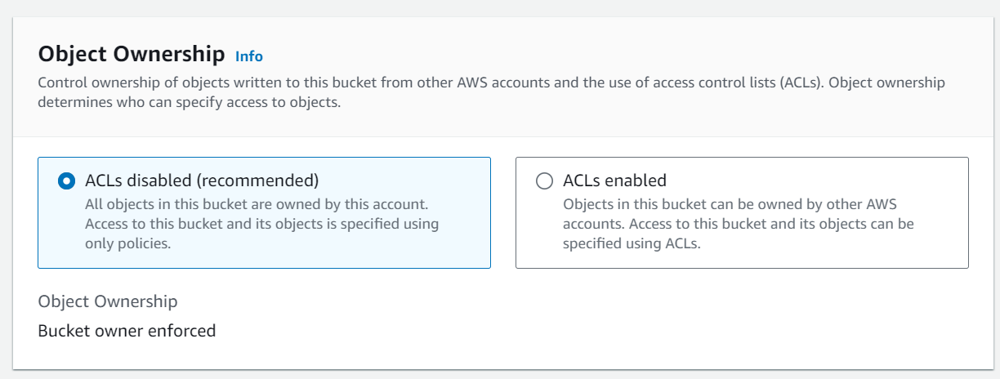 Object Ownership Info
Control ownership of objects written to this bucket from other AWS accounts and the use of access control lists (ACLs). Object ownership
determines who can specify access to objects.
ACLs disabled (recommended)
All objects in this bucket are owned by this account.
Access to this bucket and its objects is specified using
only policies.
ACLs enabled
Objects in this bucket can be owned by other AWS
accounts. Access to this bucket and its objects can be
specified using ACLs.
Object Ownership
Bucket owner enforced